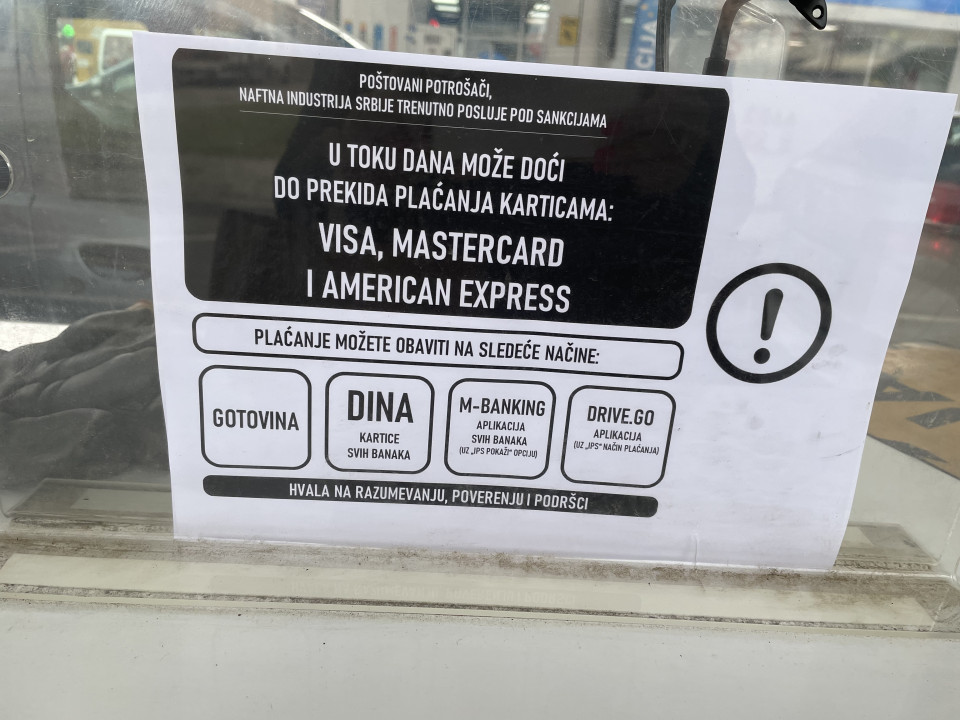 POŠTOVANI POTROŠAČI,
NAFTNA INDUSTRIJA SRBIJE TRENUTNO POSLUJE POD SANKCIJAMA
U TOKU DANA MOŽE DOĆI
DO PREKIDA PLAĆANJA KARTICAMA:
VISA, MASTERCARD
I AMERICAN EXPRESS
PLAĆANJE MOŽETE OBAVITI NA SLEDEĆE NAČINE:
GOTOVINA
DINA
KARTICE
SVIH BANAKA
M-BANKING
APLIKACIJA
SVIH BANAKA
(UZ „IPS POKAŽI“ OPCIJU)
DRIVE.GO
APLIKACIJA
(UZ „IPS“ NAČIN PLAĆANJA)
HVALA NA RAZUMEVANJU, POVERENJU I PODRŠCI